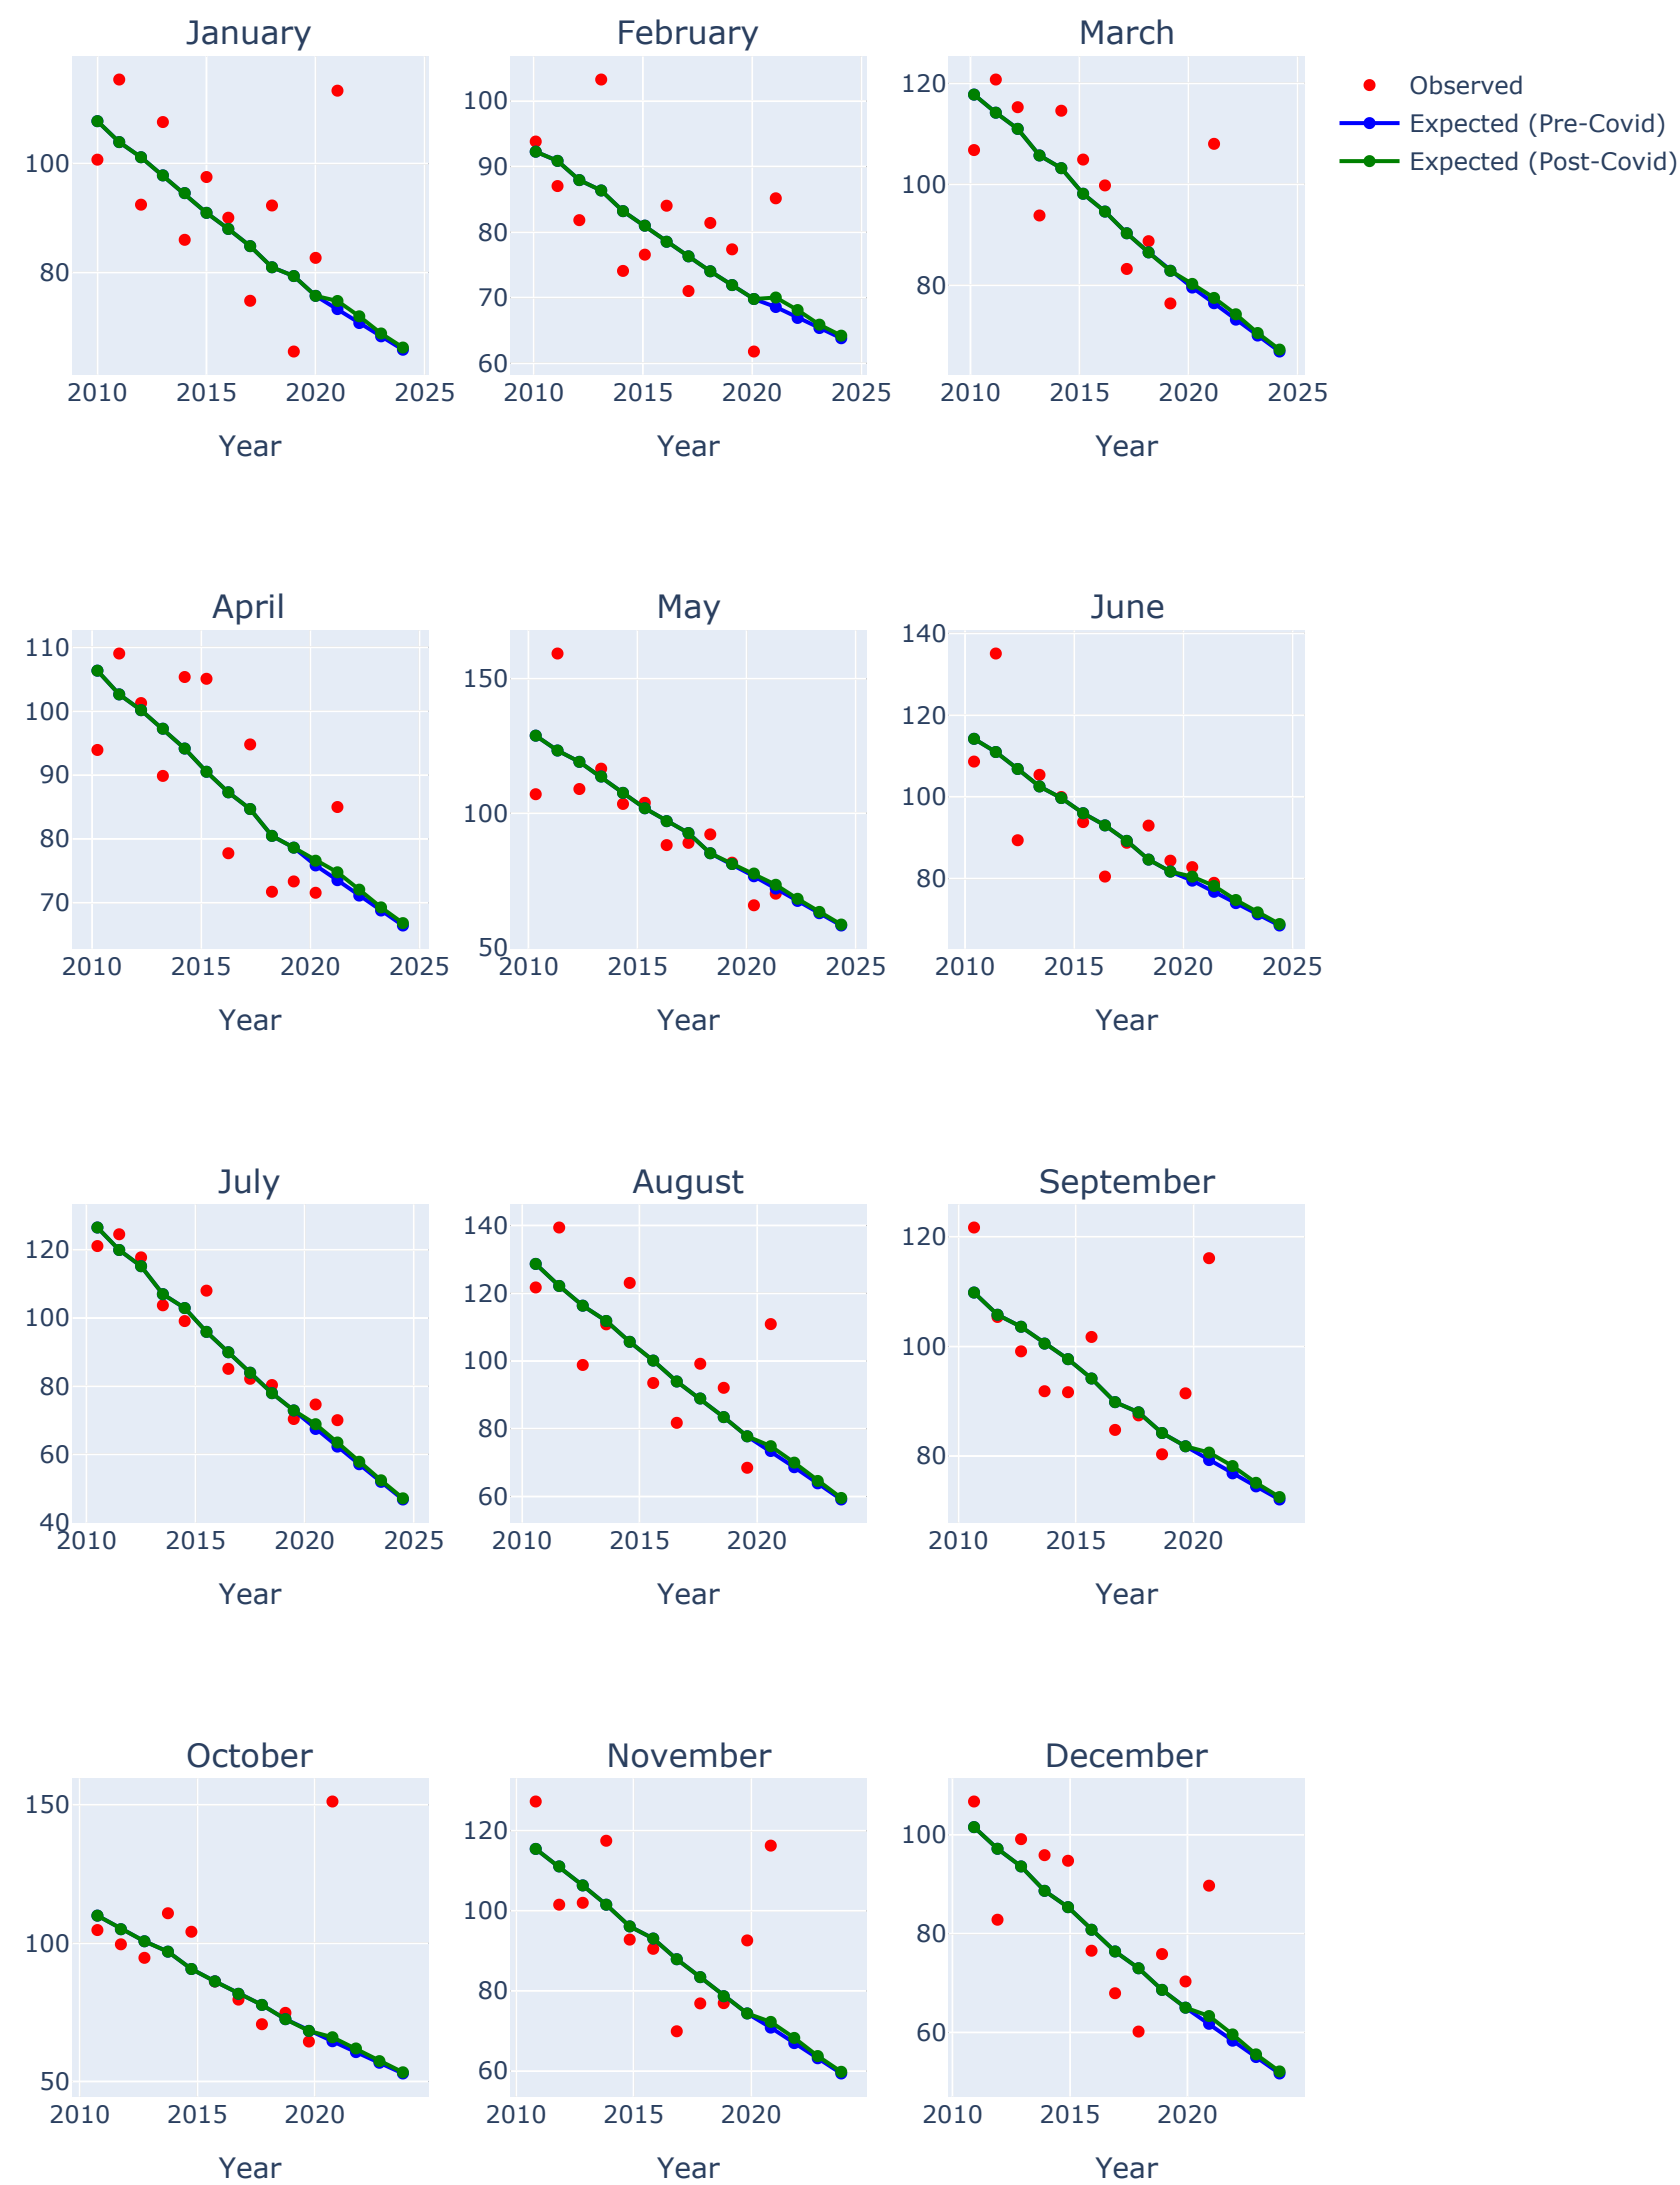 January
February
March
Observed
Expected (Pre-Covid)
Expected (Post-Covid)
100
80
2010 2015 2020 2025
Year
100
90
80
70
60
2010 2015 2020 2025
Year
120
100
80
2010 2015 2020 2025
Year
April
May
June
110
100
90
80
70
2010 2015 2020 2025
Year
150
100
50
2010 2015 2020 2025
Year
140
120
100
80
2010 2015 2020 2025
Year
July
August
September
120
100
80
60
40
2010 2015 2020 2025
Year
140
120
100
80
60
2010 2015 2020
Year
120
100
80
2010 2015 2020
Year
October
November
December
150
100
50
2010 2015 2020
Year
120
100
80
60
2010 2015 2020
Year
100
80
60
2010 2015 2020
Year